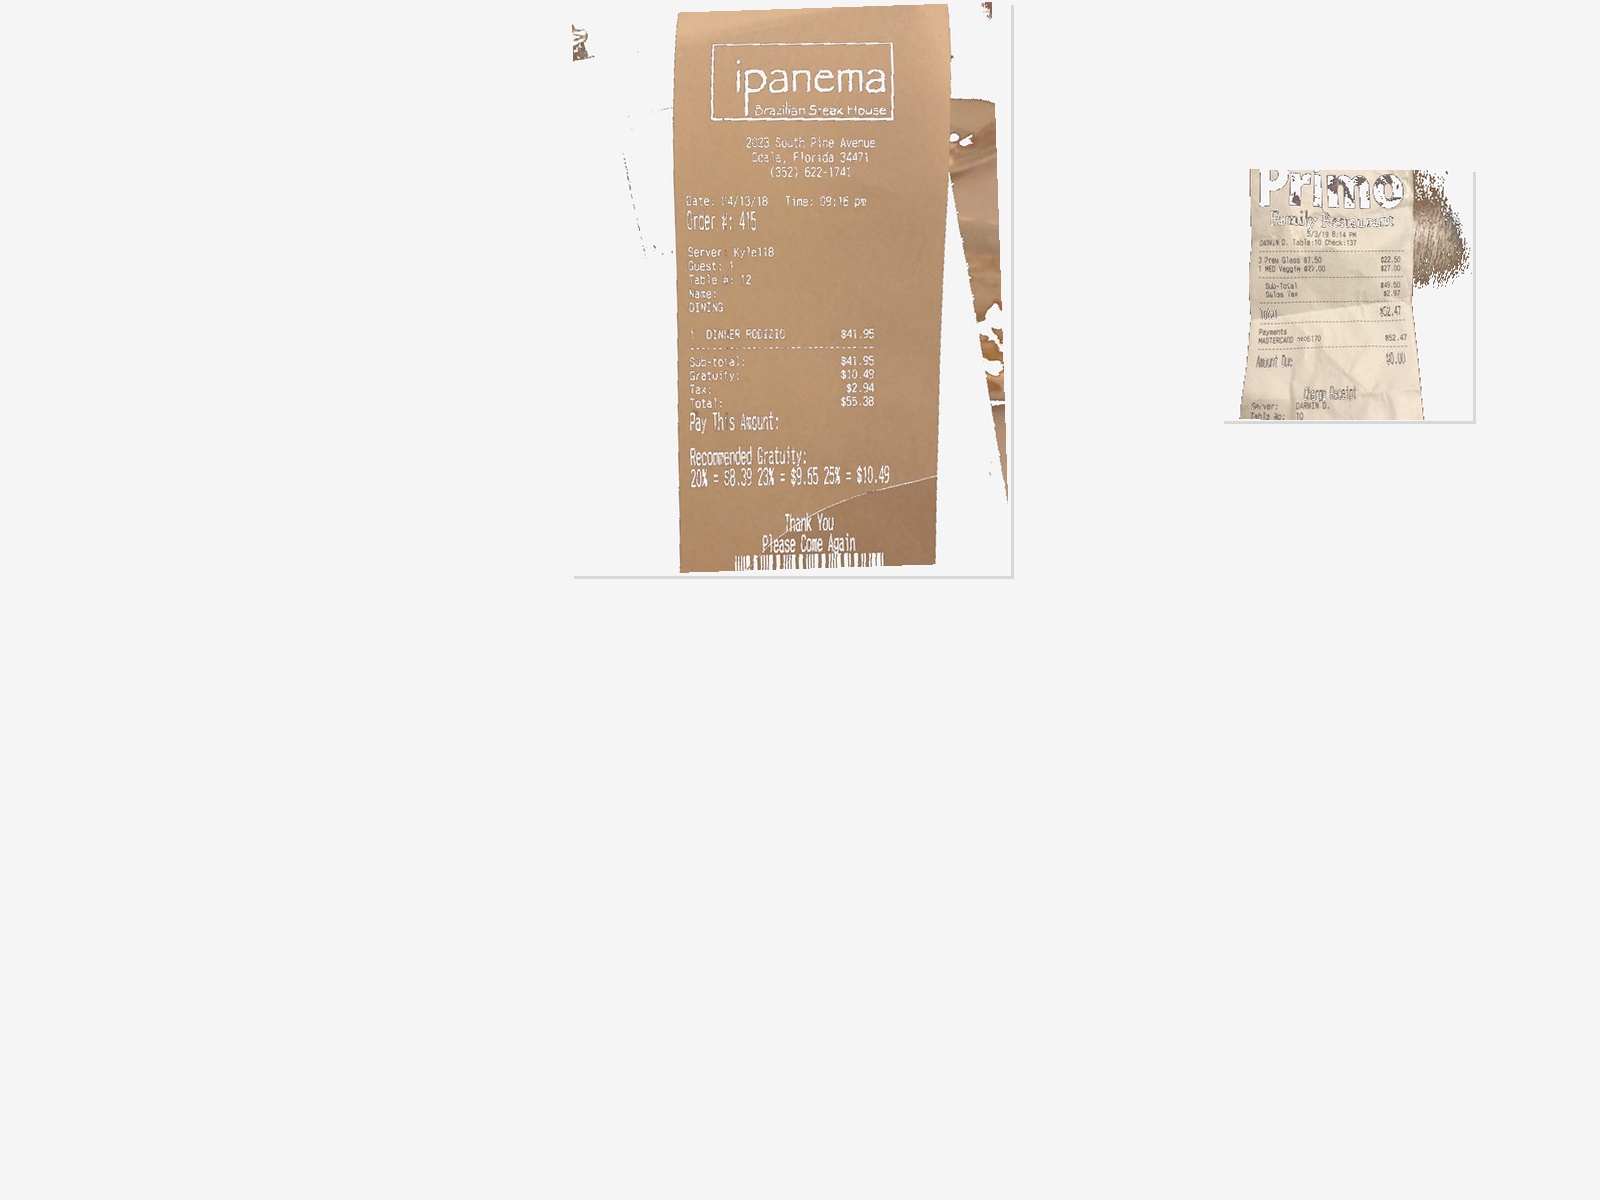 ipanema
Brazilian Steak House
2023 South Pine Avenue
Ocala, Florida 34471
(352) 622-1741
Date: 04/13/18 Time: 09:16 pm
Order #: 415
Server: Kyle118
Guest: 1
Table #: 12
Name:
DINING
1 DINNER RODIZIO $41.95
Sub-total: $41.95
Gratuity: $10.49
Tax: $2.94
Total: $55.38
Pay This Amount:
Recommended Gratuity:
20% = $8.39 23% = $9.65 25% = $10.49
Thank You
Please Come Again
Primo
Family Restaurant
5/3/19 8:14 PM
DARWIN D. Table:10 Check:137
3 Glass $7.50 $22.50
1 MED Veggie $27.00 $27.00
Sub-Total $49.50
Sales Tax $2.97
Total $52.47
Payments
MASTERCARD $52.47
Amount Due $0.00
Charge Receipt
Server: DARWIN D.
Table No: 10